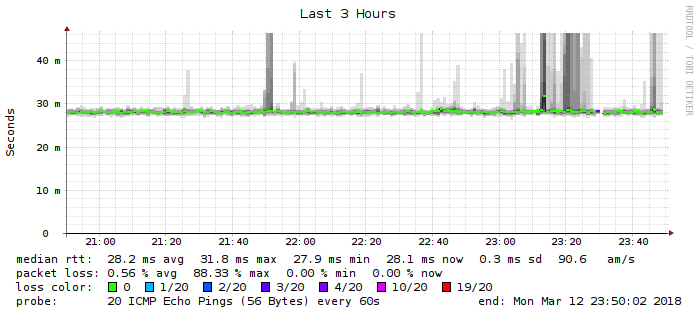 Last 3 Hours
RRDTOOL / TOBI OETIKER
Seconds
40 m
30 m
20 m
10 m
0
21:00 21:20 21:40 22:00 22:20 22:40 23:00 23:20 23:40
median rtt: 28.2 ms avg 31.8 ms max 27.9 ms min 28.1 ms now 0.3 ms sd 90.6 am/s
packet loss: 0.56 % avg 88.33 % max 0.00 % min 0.00 % now
loss color: 0 1/20 2/20 3/20 4/20 10/20 19/20
probe: 20 ICMP Echo Pings (56 Bytes) every 60s end: Mon Mar 12 23:50:02 2018